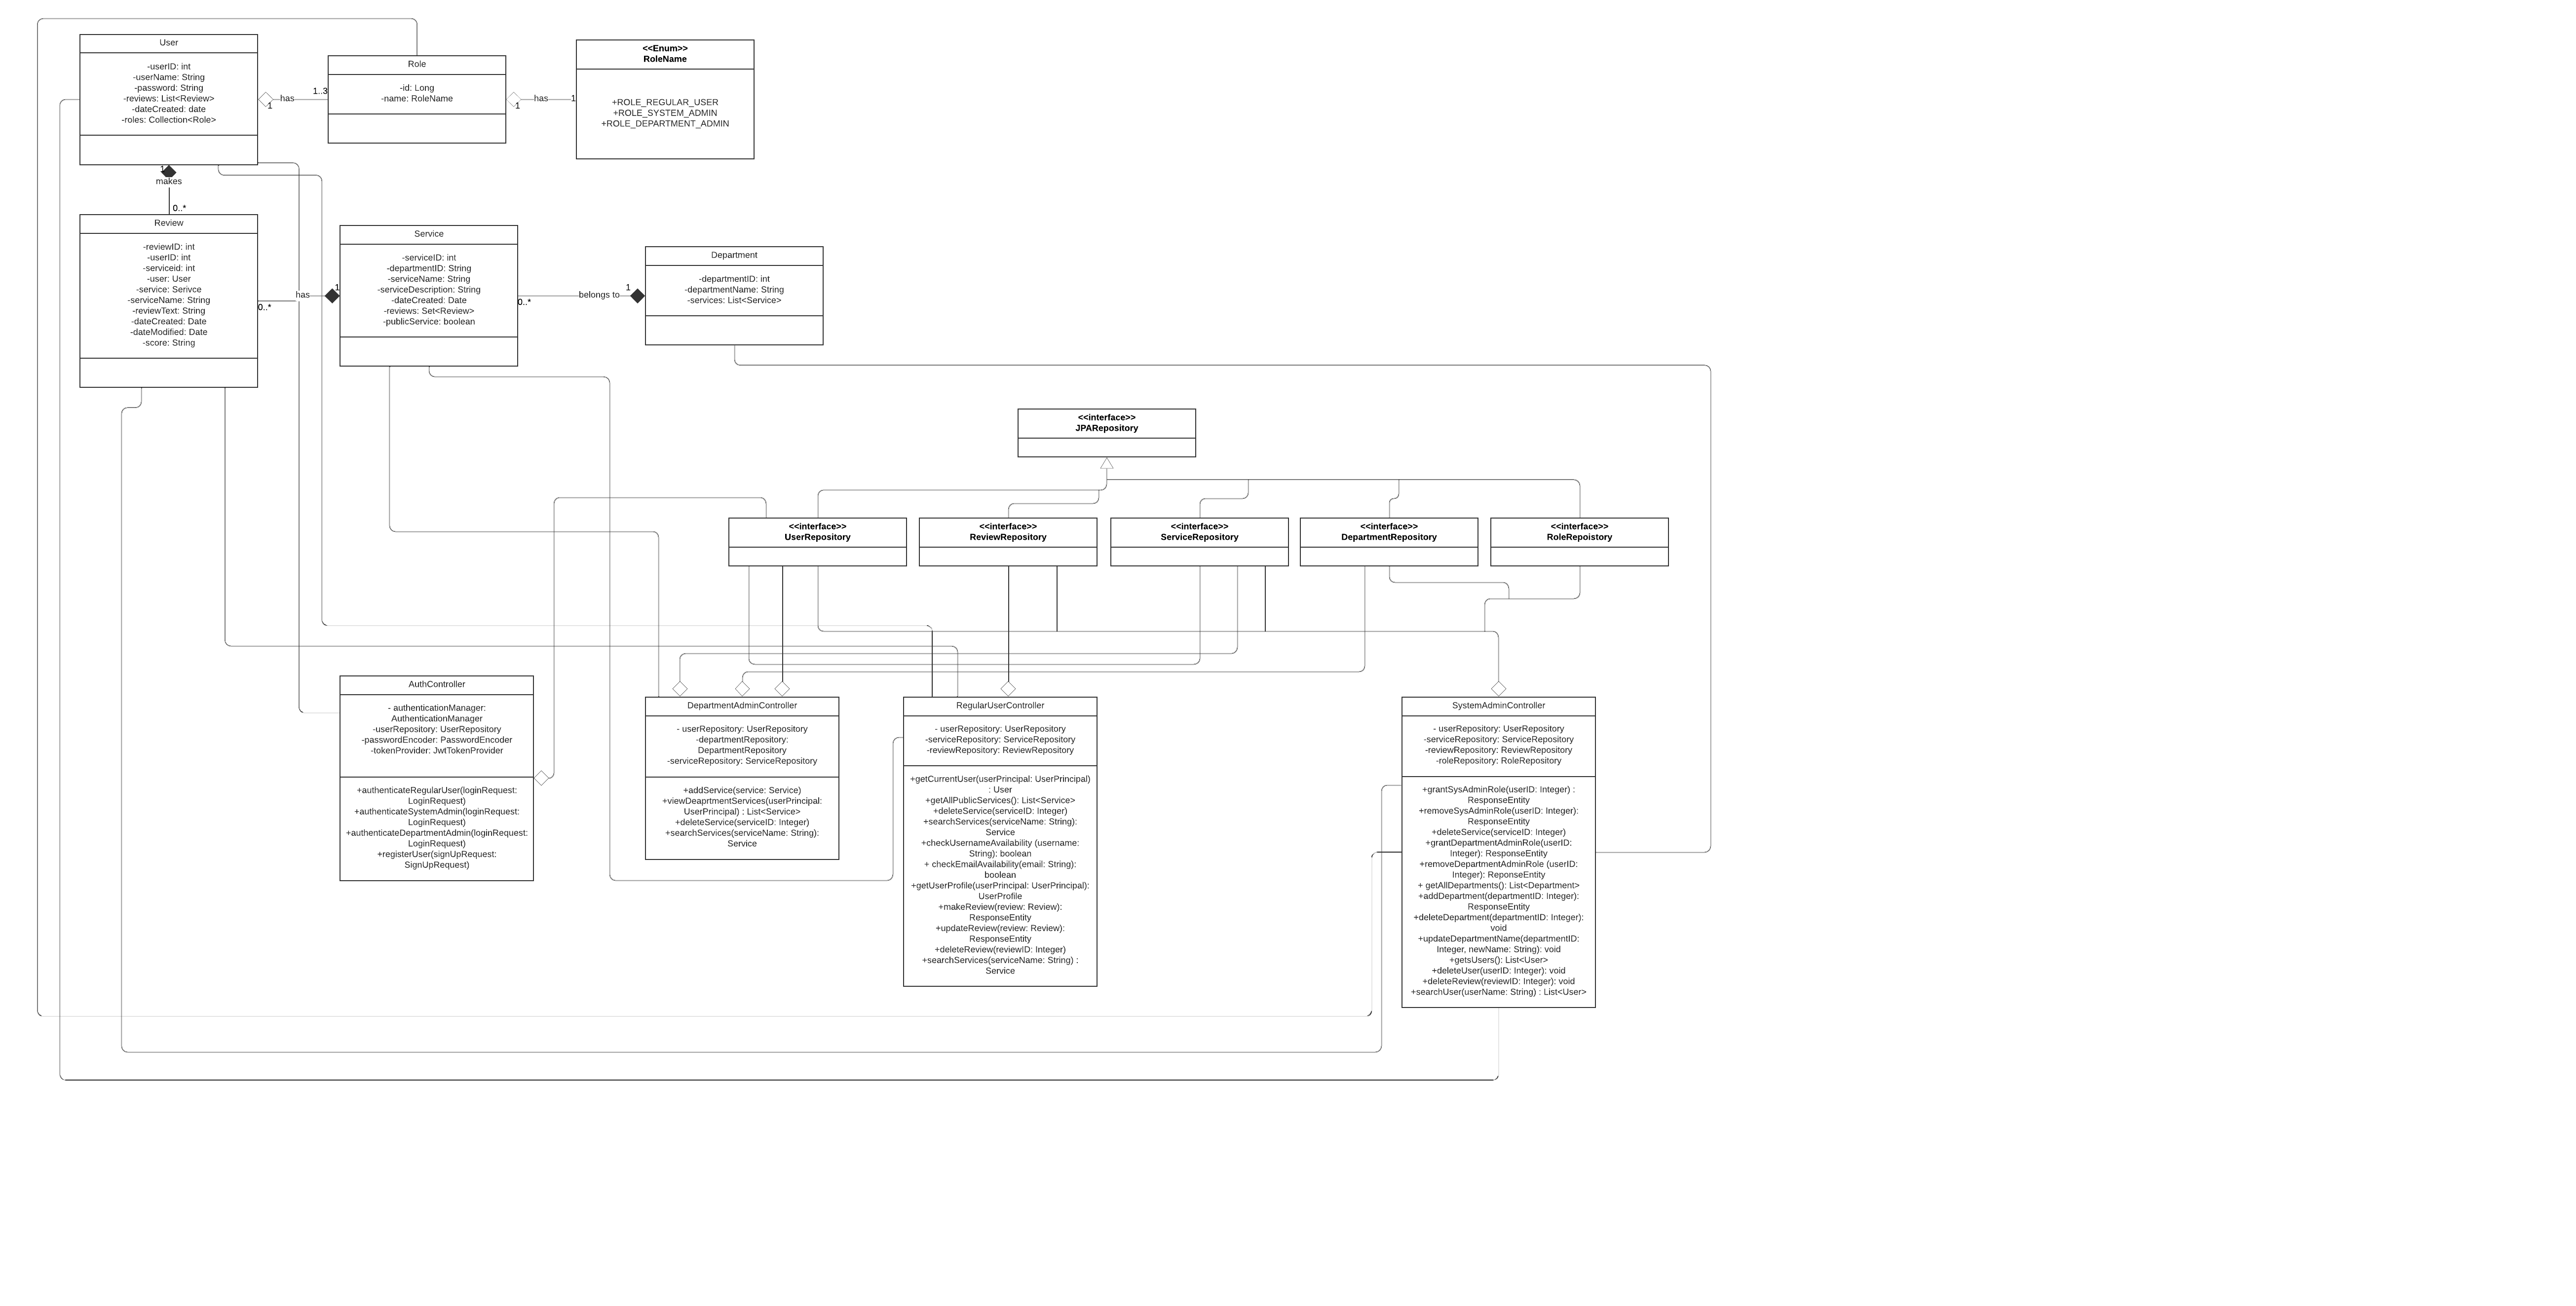 User
-userID: int
-userName: String
-password: String
-reviews: List<Review>
-dateCreated: date
-roles: Collection<Role>
1
has
1..3
Role
-id: Long
-name: RoleName
1
has
1
<<Enum>>
RoleName
+ROLE_REGULAR_USER
+ROLE_SYSTEM_ADMIN
+ROLE_DEPARTMENT_ADMIN
1
makes
0..*
Review
-reviewID: int
-userID: int
-serviceid: int
-user: User
-service: Serivce
-serviceName: String
-reviewText: String
-dateCreated: Date
-dateModified: Date
-score: String
0..*
has
1
Service
-serviceID: int
-departmentID: String
-serviceName: String
-serviceDescription: String
-dateCreated: Date
-reviews: Set<Review>
-publicService: boolean
0..*
belongs to
1
Department
-departmentID: int
-departmentName: String
-services: List<Service>
<<interface>>
JPARepository
<<interface>>
UserRepository
<<interface>>
ReviewRepository
<<interface>>
ServiceRepository
<<interface>>
DepartmentRepository
<<interface>>
RoleRepoistory
AuthController
- authenticationManager:
AuthenticationManager
-userRepository: UserRepository
-passwordEncoder: PasswordEncoder
-tokenProvider: JwtTokenProvider
+authenticateRegularUser(loginRequest:
LoginRequest)
+authenticateSystemAdmin(loginRequest:
LoginRequest)
+authenticateDepartmentAdmin(loginRequest:
LoginRequest)
+registerUser(signUpRequest:
SignUpRequest)
DepartmentAdminController
- userRepository: UserRepository
-departmentRepository:
DepartmentRepository
-serviceRepository: ServiceRepository
+addService(service: Service)
+viewDeaprtmentServices(userPrincipal:
UserPrincipal) : List<Service>
+deleteService(serviceID: Integer)
+searchServices(serviceName: String):
Service
RegularUserController
- userRepository: UserRepository
-serviceRepository: ServiceRepository
-reviewRepository: ReviewRepository
+getCurrentUser(userPrincipal: UserPrincipal)
: User
+getAllPublicServices(): List<Service>
+deleteService(serviceID: Integer)
+searchServices(serviceName: String):
Service
+checkUsernameAvailability (username:
String): boolean
+ checkEmailAvailability(email: String):
boolean
+getUserProfile(userPrincipal: UserPrincipal):
UserProfile
+makeReview(review: Review):
ResponseEntity
+updateReview(review: Review):
ResponseEntity
+deleteReview(reviewID: Integer)
+searchServices(serviceName: String) :
Service
SystemAdminController
- userRepository: UserRepository
-serviceRepository: ServiceRepository
-reviewRepository: ReviewRepository
-roleRepository: RoleRepository
+grantSysAdminRole(userID: Integer) :
ResponseEntity
+removeSysAdminRole(userID: Integer):
ResponseEntity
+deleteService(serviceID: Integer)
+grantDepartmentAdminRole(userID:
Integer): ResponseEntity
+removeDepartmentAdminRole (userID:
Integer): ReponseEntity
+ getAllDepartments(): List<Department>
+addDepartment(departmentID: Integer):
ResponseEntity
+deleteDepartment(departmentID: Integer):
void
+updateDepartmentName(departmentID:
Integer, newName: String): void
+getsUsers(): List<User>
+deleteUser(userID: Integer): void
+deleteReview(reviewID: Integer): void
+searchUser(userName: String) : List<User>